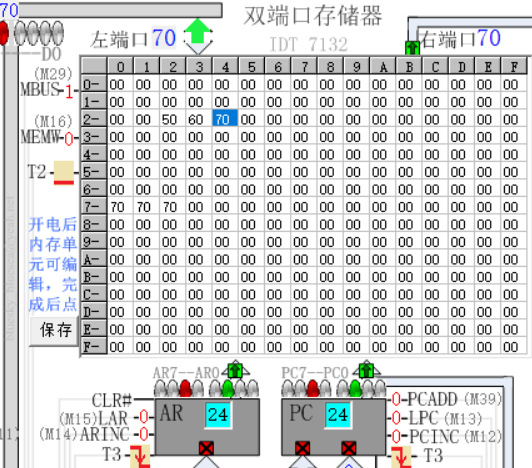 70
双端口存储器
左端口 70
IDT 7132
右端口70
DO
(M29)
MBUS-1-
(M16)
MEMW-0-
T2-
0 1 2 3 4 5 6 7 8 9 A B C D E F
0- 00 00 00 00 00 00 00 00 00 00 00 00 00 00 00 00
1- 00 00 00 00 00 00 00 00 00 00 00 00 00 00 00 00
2- 00 00 50 60 70 00 00 00 00 00 00 00 00 00 00 00
3- 00 00 00 00 00 00 00 00 00 00 00 00 00 00 00 00
4- 00 00 00 00 00 00 00 00 00 00 00 00 00 00 00 00
5- 00 00 00 00 00 00 00 00 00 00 00 00 00 00 00 00
6- 00 00 00 00 00 00 00 00 00 00 00 00 00 00 00 00
7- 70 70 70 00 00 00 00 00 00 00 00 00 00 00 00 00
8- 00 00 00 00 00 00 00 00 00 00 00 00 00 00 00 00
9- 00 00 00 00 00 00 00 00 00 00 00 00 00 00 00 00
A- 00 00 00 00 00 00 00 00 00 00 00 00 00 00 00 00
B- 00 00 00 00 00 00 00 00 00 00 00 00 00 00 00 00
C- 00 00 00 00 00 00 00 00 00 00 00 00 00 00 00 00
D- 00 00 00 00 00 00 00 00 00 00 00 00 00 00 00 00
E- 00 00 00 00 00 00 00 00 00 00 00 00 00 00 00 00
F- 00 00 00 00 00 00 00 00 00 00 00 00 00 00 00 00
开电后
内存单
元可编
辑，完
成后点
保存
AR7--AR0
PC7--PC0
CLR#
(M15)LAR -0-
(M14)ARINC -0-
T3-
AR 24
PC 24
-0-PCADD (M39)
-0-LPC (M13)
-0-PCINC (M12)
- T3